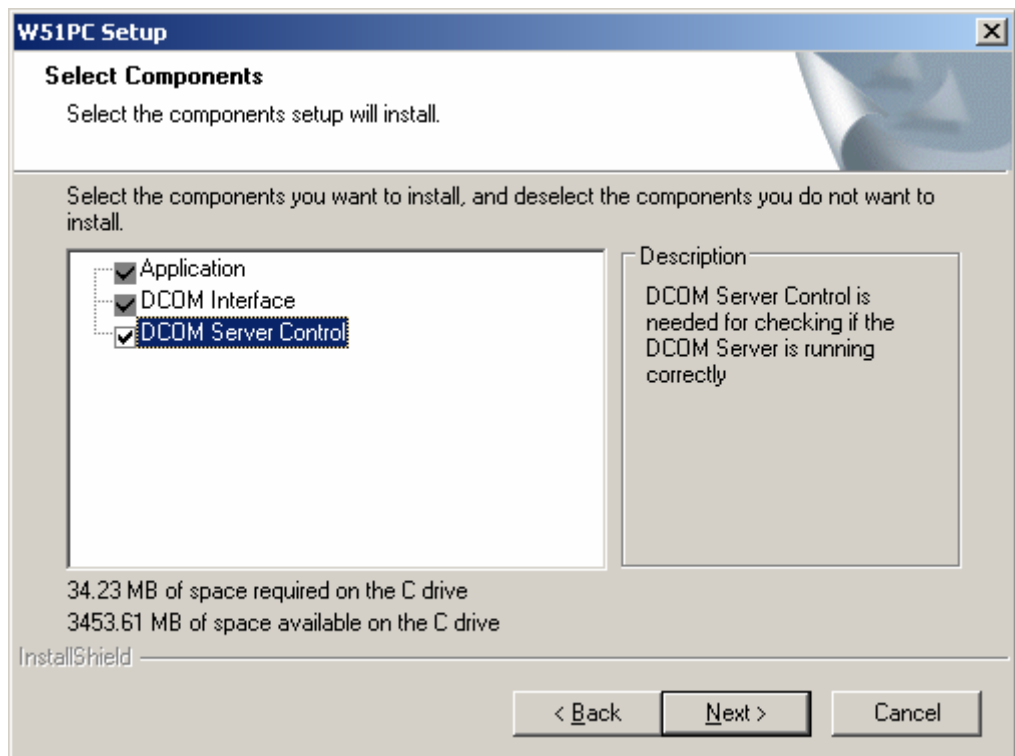 W51PC Setup
Select Components
Select the components setup will install.
Select the components you want to install, and deselect the components you do not want to
install.
Application
DCOM Interface
DCOM Server Control
Description
DCOM Server Control is
needed for checking if the
DCOM Server is running
correctly
34.23 MB of space required on the C drive
3453.61 MB of space available on the C drive
InstallShield
< Back
Next >
Cancel